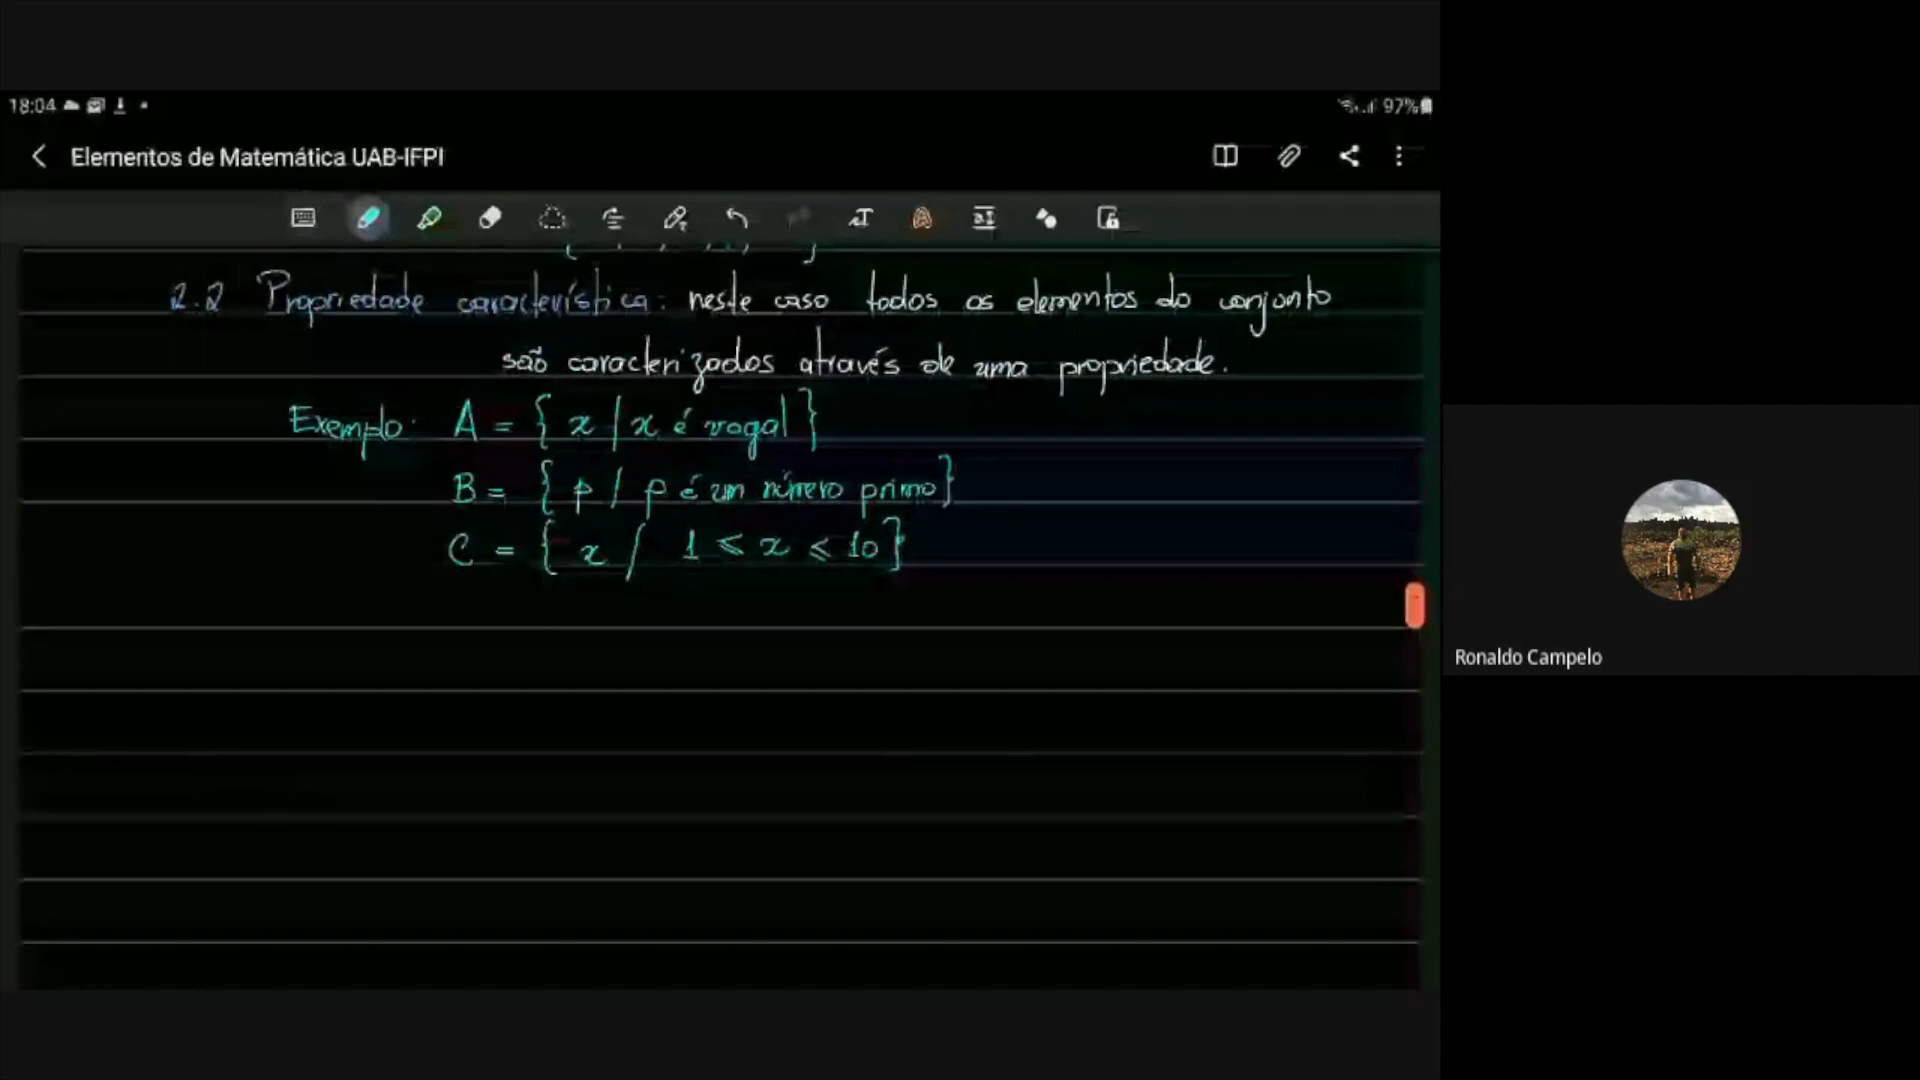 18:04
97%
Elementos de Matemática UAB-IFPI
2.2 Propriedade característica: neste caso todos os elementos do conjunto
são caracterizados através de uma propriedade.
Exemplo: A = { x / x é vogal }
B = { p / p é um número primo}
C = { x / 1 ⩽ x ⩽ 10 }
Ronaldo Campelo